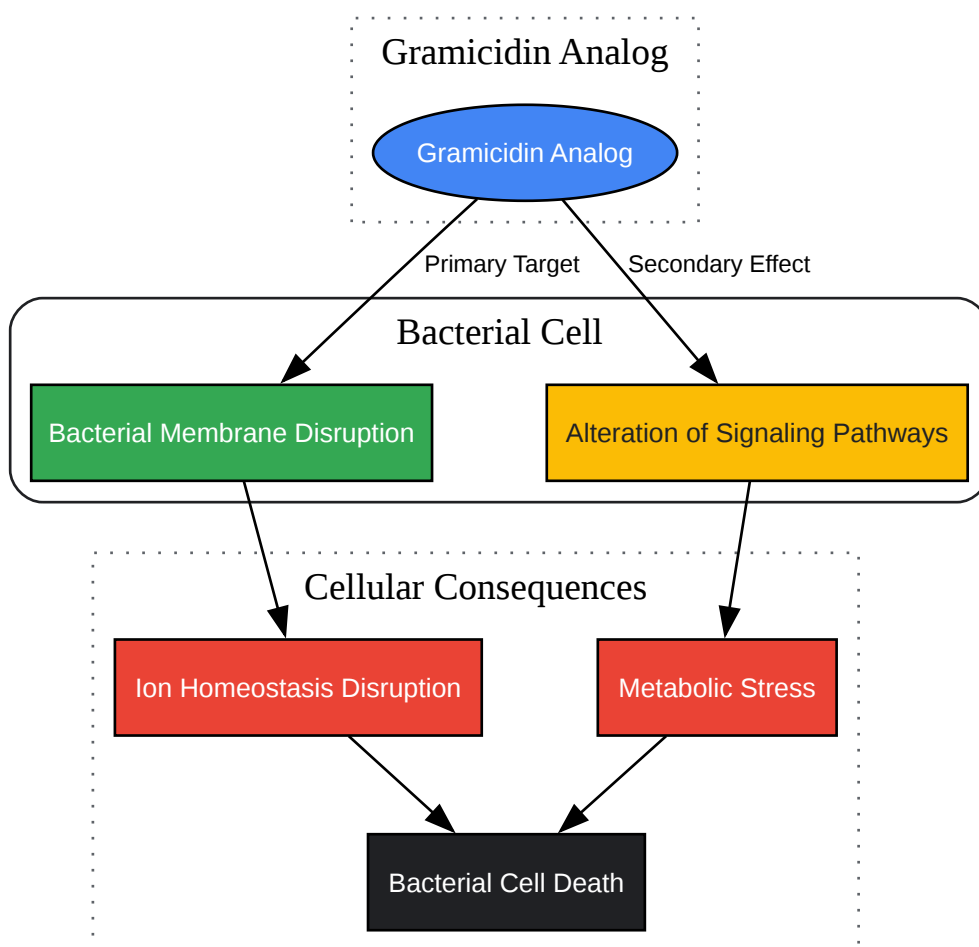 Gramicidin Analog
Gramicidin Analog
Primary Target
Secondary Effect
Bacterial Cell
Bacterial Membrane Disruption
Alteration of Signaling Pathways
Cellular Consequences
Ion Homeostasis Disruption
Metabolic Stress
Bacterial Cell Death